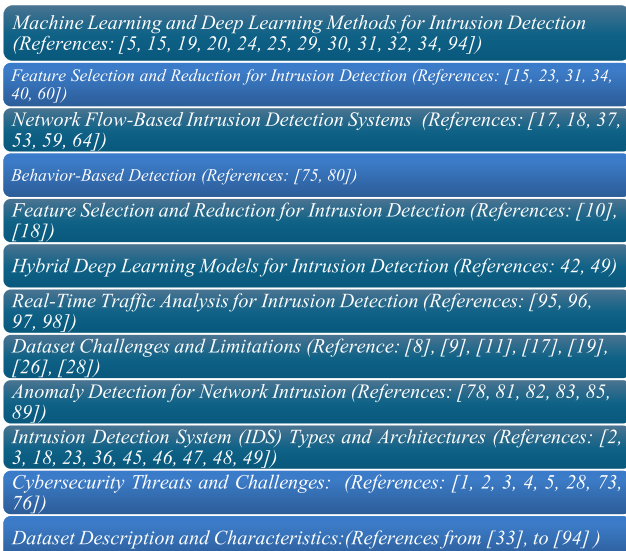 Machine Learning and Deep Learning Methods for Intrusion Detection
(References: [5, 15, 19, 20, 24, 25, 29, 30, 31, 32, 34, 94])
Feature Selection and Reduction for Intrusion Detection (References: [15, 23, 31, 34,
40, 60])
Network Flow-Based Intrusion Detection Systems (References: [17, 18, 37,
53, 59, 64])
Behavior-Based Detection (References: [75, 80])
Feature Selection and Reduction for Intrusion Detection (References: [10],
[18])
Hybrid Deep Learning Models for Intrusion Detection (References: 42, 49)
Real-Time Traffic Analysis for Intrusion Detection (References: [95, 96,
97, 98])
Dataset Challenges and Limitations (Reference: [8], [9], [11], [17], [19],
[26], [28])
Anomaly Detection for Network Intrusion (References: [78, 81, 82, 83, 85,
89])
Intrusion Detection System (IDS) Types and Architectures (References: [2,
3, 18, 23, 36, 45, 46, 47, 48, 49])
Cybersecurity Threats and Challenges: (References: [1, 2, 3, 4, 5, 28, 73,
76])
Dataset Description and Characteristics:(References from [33], to [94] )